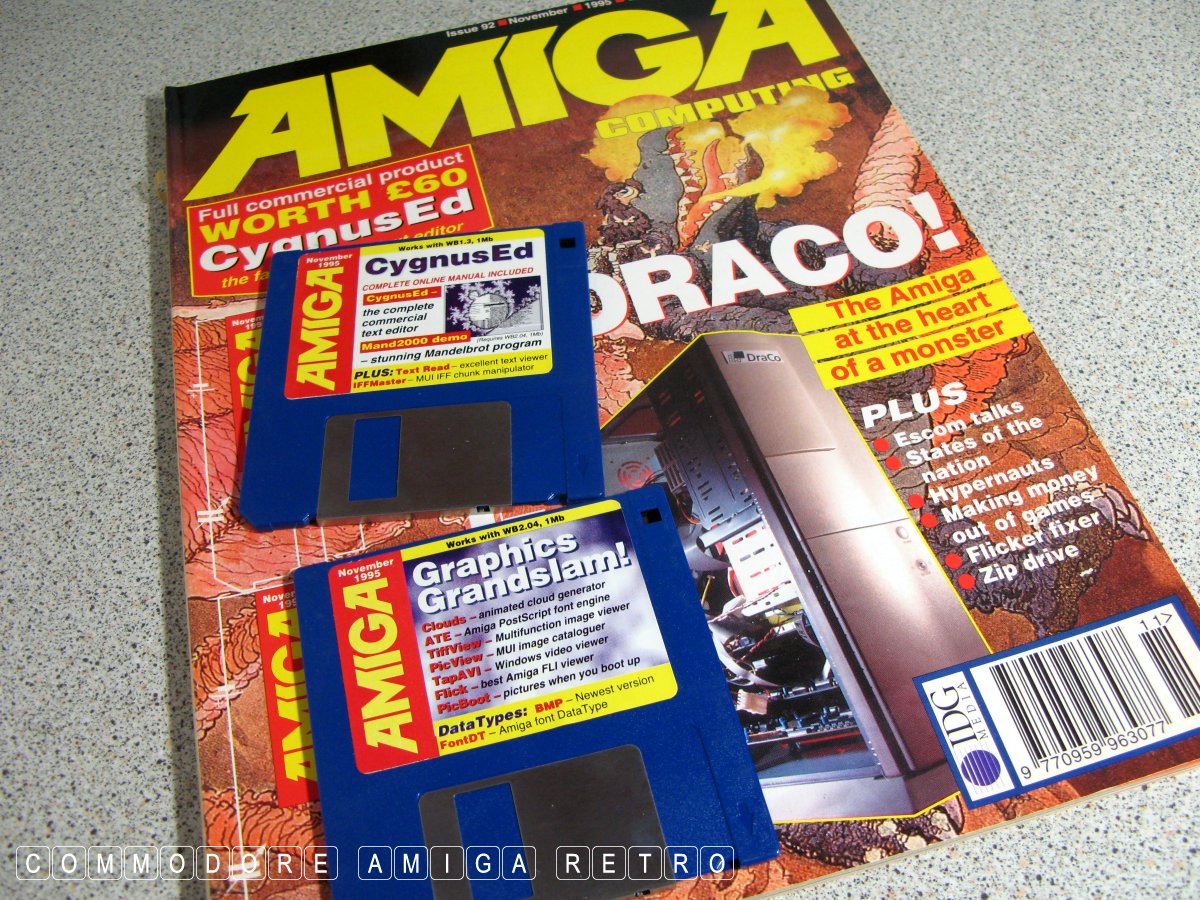 Issue 92 November 1995
AMIGA
COMPUTING
Full commercial product
WORTH £60
CygnusEd
editor
DRACO!
The Amiga
at the heart
of a monster
DraCo
PLUS
Escom talks
States of the
nation
Hypernauts
Making money
out of games
Flicker fixer
Zip drive
Works with WB1.3, 1Mb
November
1995
AMIGA
CygnusEd
COMPLETE ONLINE MANUAL INCLUDED
CygnusEd –
the complete
commercial
text editor
Mand2000 demo (Requires WB2.04, 1Mb)
– stunning Mandelbrot program
PLUS: Text Read – excellent text viewer
IFFMaster – MUI IFF chunk manipulator
Works with WB2.04, 1Mb
November
1995
AMIGA
Graphics
Grandslam!
Clouds – animated cloud generator
ATE – Amiga PostScript font engine
TiffView – Multifunction image viewer
PicView – MUI image cataloguer
TapAVI – Windows video viewer
Flick – best Amiga FLI viewer
PicBoot – pictures when you boot up
DataTypes: BMP – Newest version
FontDT – Amiga font DataType
IDG
MEDIA
11>
9 770959 963077
COMMODORE AMIGA RETRO